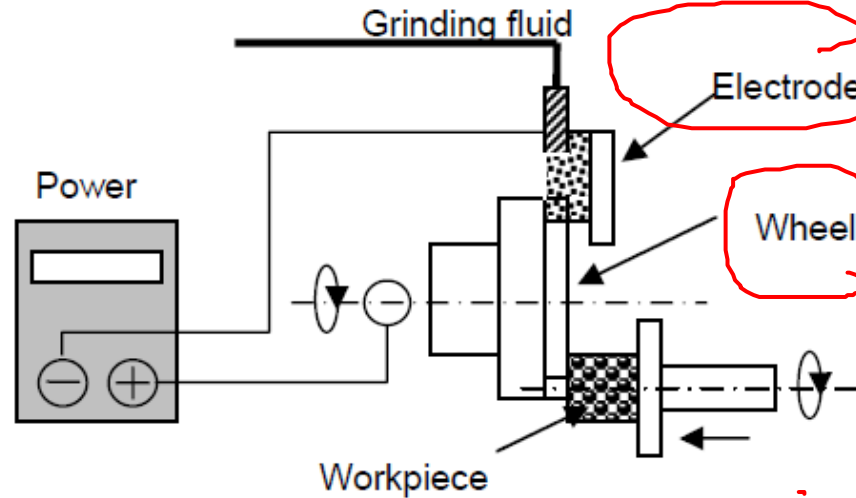 Grinding fluid
Electrode
Power
Wheel
Workpiece